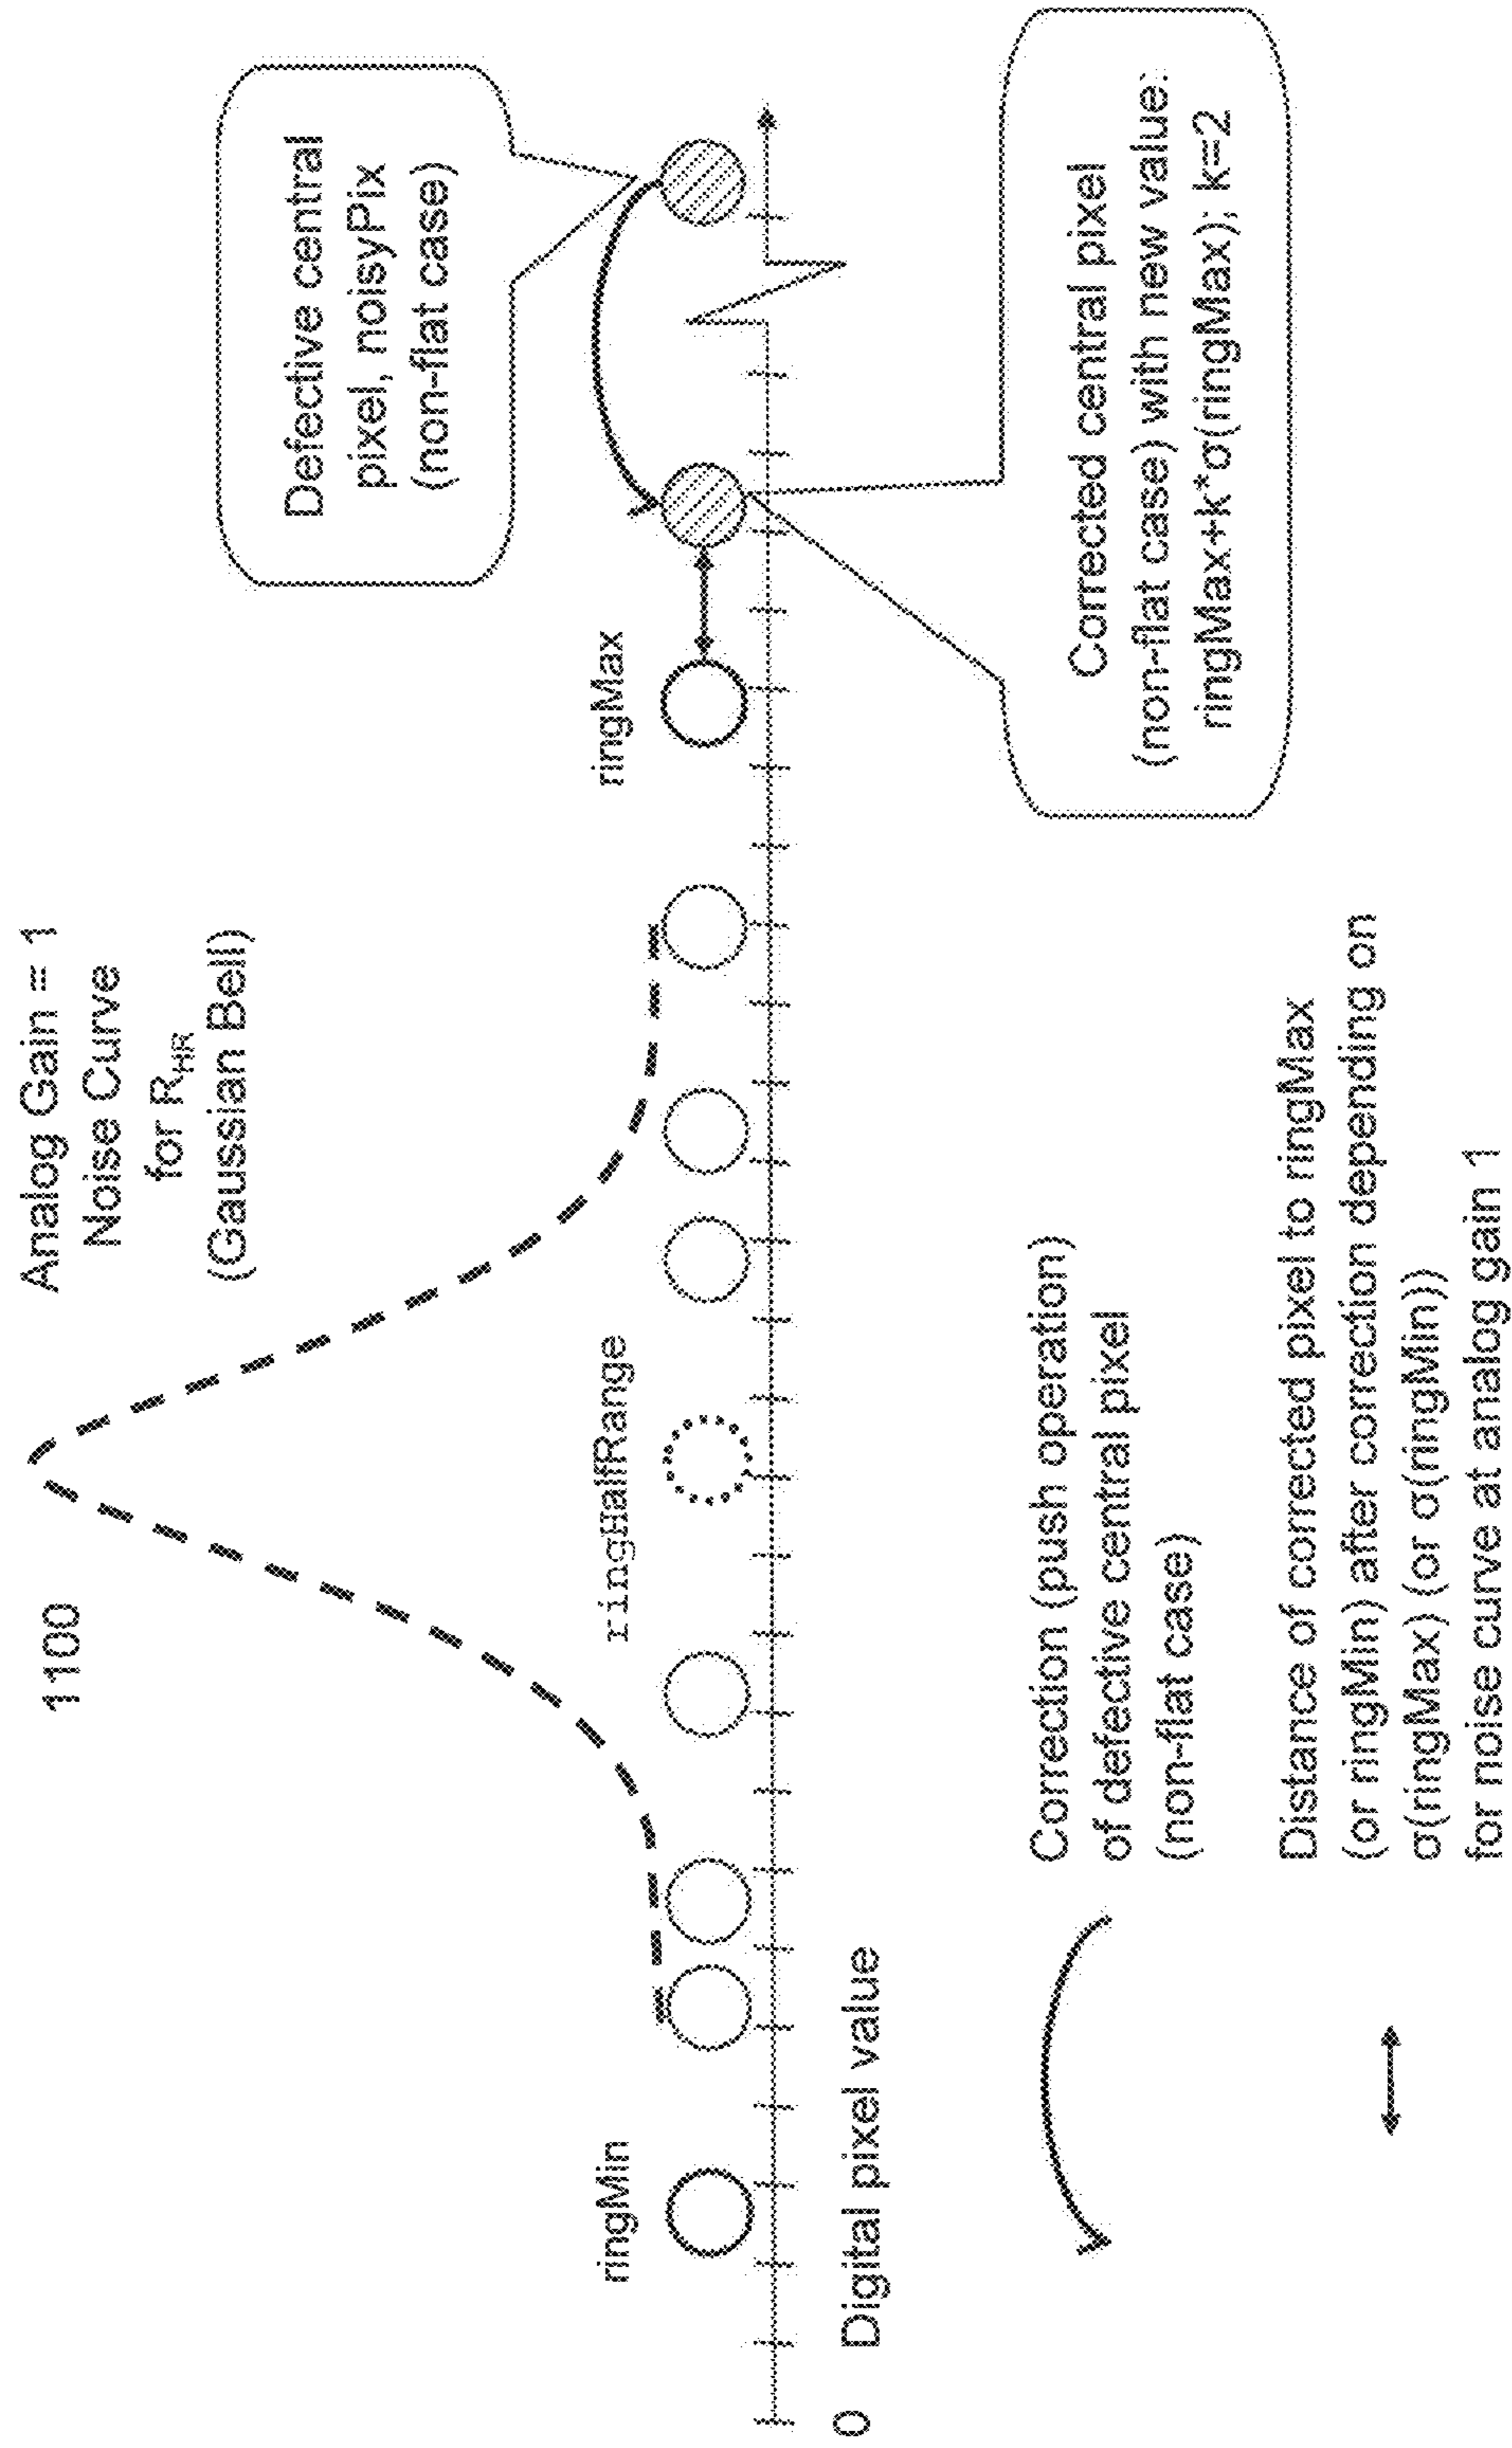 1100
Analog Gain = 1
Noise Curve
for R_HR
(Gaussian Bell)
Defective central
pixel, noisyPix
(non-flat case)
ringMin
ringHalfRange
ringMax
0
Digital pixel value
Corrected central pixel
(non-flat case) with new value:
ringMax+k*σ(ringMax); k=2
Correction (push operation)
of defective central pixel
(non-flat case)
Distance of corrected pixel to ringMax
(or ringMin) after correction depending on
σ(ringMax) (or σ(ringMin))
for noise curve at analog gain 1